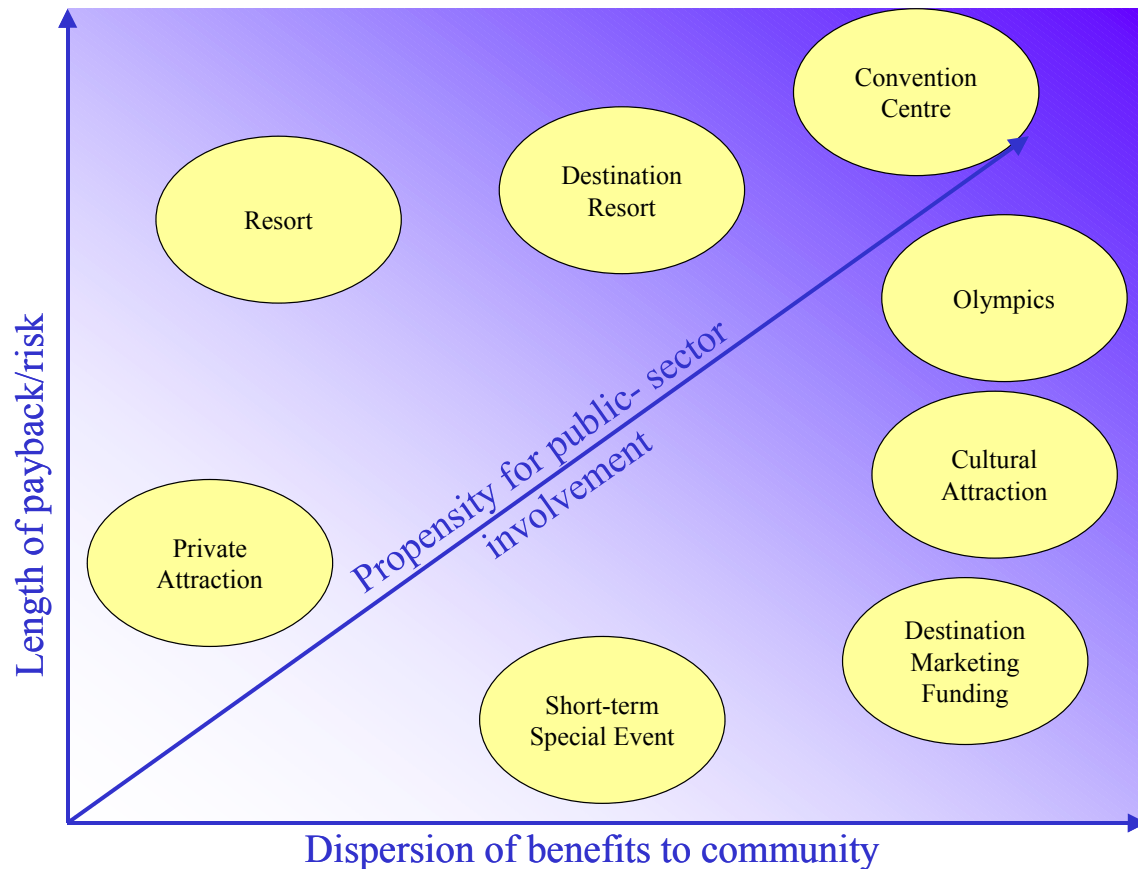 Convention
Centre
Destination
Resort
Resort
Olympics
Propensity for public- sector
involvement
Cultural
Attraction
Private
Attraction
Destination
Marketing
Funding
Short-term
Special Event
Length of payback/risk
Dispersion of benefits to community